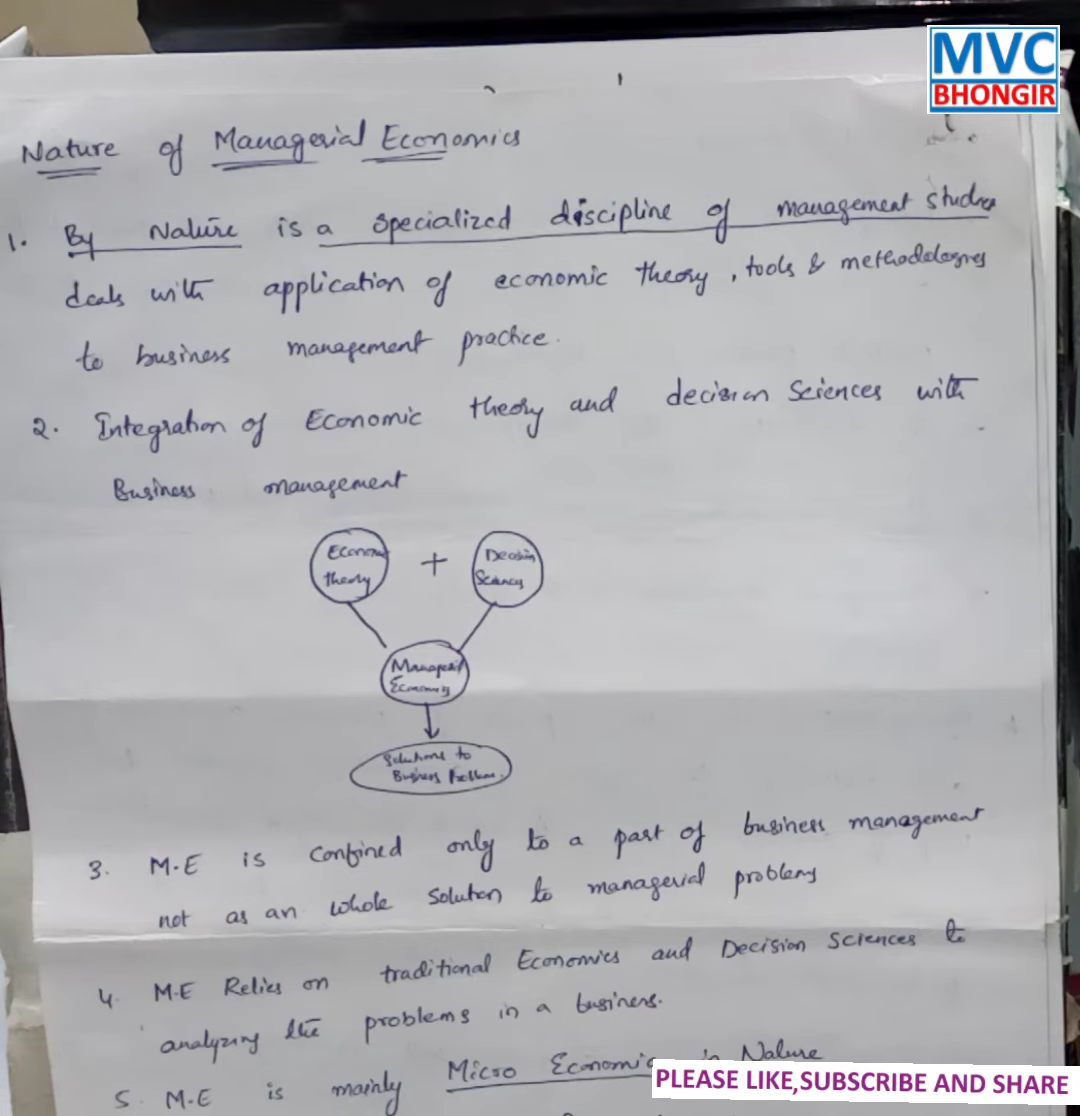 MVC
BHONGIR
Nature of Managerial Economics
1. By Nature is a specialized discipline of management studies
deals with application of economic theory, tools & methodologies
to business management practice.
2. Integration of Economic theory and decision Sciences with
Business management
Economic theory + Decision Sciences
Managerial
Economics
Solutions to
Business Problems
3. M.E is confined only to a part of business management
not as an whole solution to managerial problems
4. M.E Relies on traditional Economics and Decision Sciences to
analyzing the problems in a business.
5. M.E is mainly Micro Economic in Nature
PLEASE LIKE,SUBSCRIBE AND SHARE